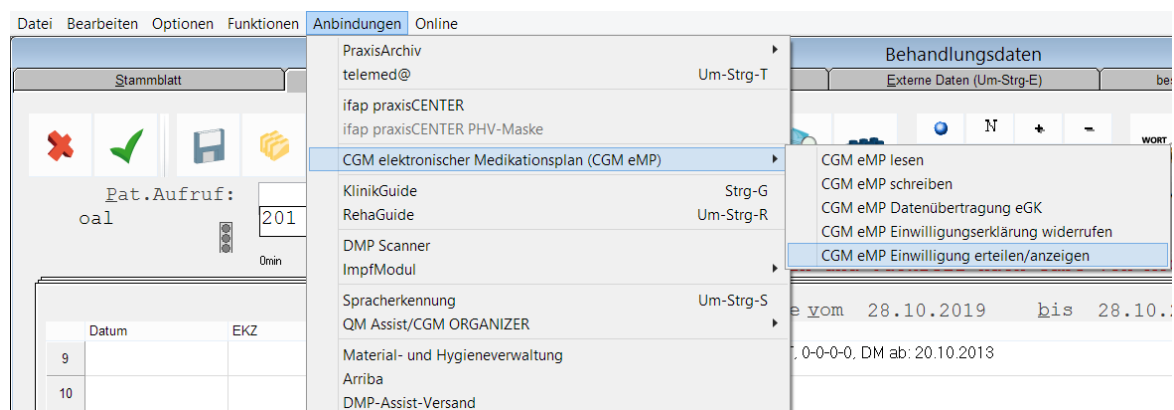 Datei Bearbeiten Optionen Funktionen Anbindungen Online
Behandlungsdaten
Stammblatt
Externe Daten (Um-Strg-E)
PraxisArchiv
telemed@ Um-Strg-T
ifap praxisCENTER
ifap praxisCENTER PHV-Maske
CGM elektronischer Medikationsplan (CGM eMP)
KlinikGuide Strg-G
RehaGuide Um-Strg-R
DMP Scanner
ImpfModul
Spracherkennung Um-Strg-S
QM Assist/CGM ORGANIZER
Material- und Hygieneverwaltung
Arriba
DMP-Assist-Versand
N + -
WORT
CGM eMP lesen
CGM eMP schreiben
CGM eMP Datenübertragung eGK
CGM eMP Einwilligungserklärung widerrufen
CGM eMP Einwilligung erteilen/anzeigen
Pat.Aufruf:
oal 201
0min
vom 28.10.2019 bis 28.10.
Datum EKZ
9 0-0-0-0, DM ab: 20.10.2013
10